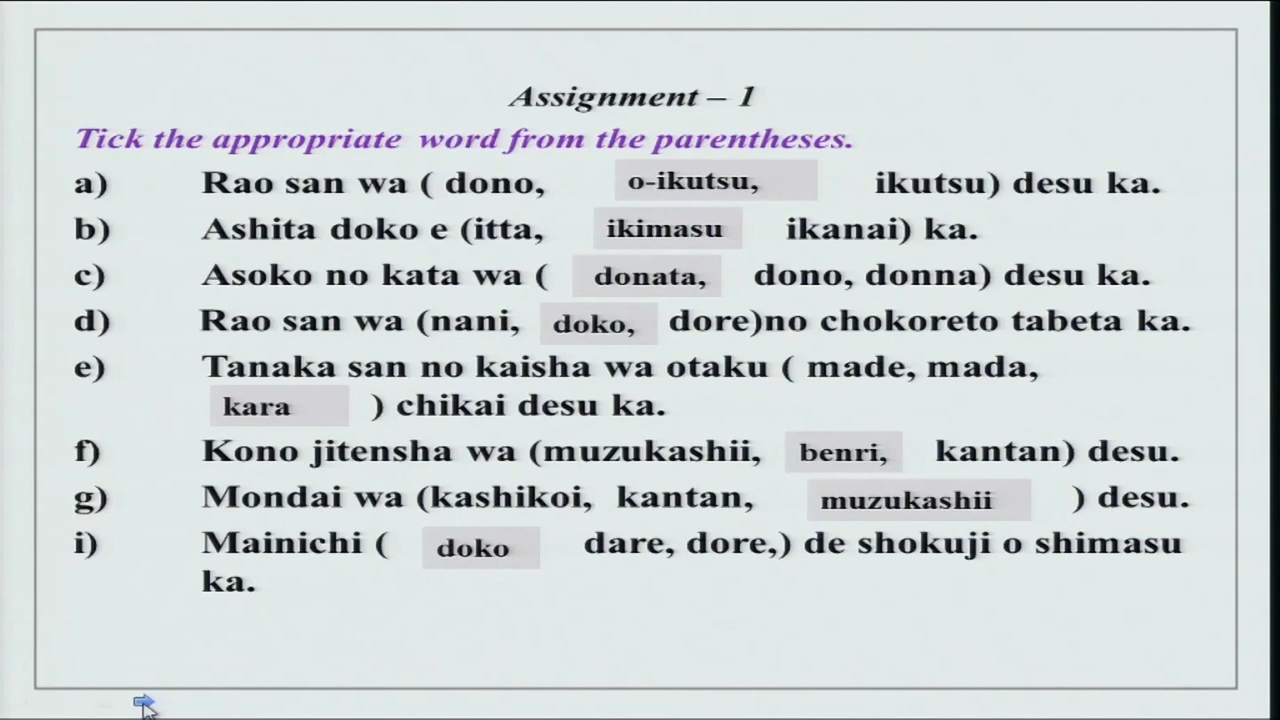 Assignment – 1
Tick the appropriate word from the parentheses.
a) Rao san wa ( dono, o-ikutsu, ikutsu) desu ka.
b) Ashita doko e (itta, ikimasu ikanai) ka.
c) Asoko no kata wa ( donata, dono, donna) desu ka.
d) Rao san wa (nani, doko, dore)no chokoreto tabeta ka.
e) Tanaka san no kaisha wa otaku ( made, mada,
kara ) chikai desu ka.
f) Kono jitensha wa (muzukashii, benri, kantan) desu.
g) Mondai wa (kashikoi, kantan, muzukashii ) desu.
i) Mainichi ( doko dare, dore,) de shokuji o shimasu
ka.